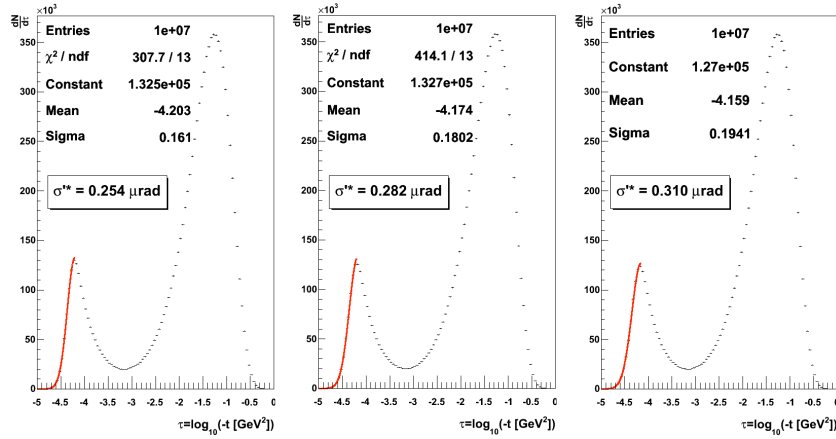 ×10³
dN
dτ
Entries 1e+07
χ² / ndf 307.7 / 13
Constant 1.325e+05
Mean -4.203
Sigma 0.161
σ'* = 0.254 μrad
350
300
250
200
150
100
50
0
-5 -4.5 -4 -3.5 -3 -2.5 -2 -1.5 -1 -0.5 0
τ=log₁₀(-t [GeV²])
×10³
dN
dτ
Entries 1e+07
χ² / ndf 414.1 / 13
Constant 1.327e+05
Mean -4.174
Sigma 0.1802
σ'* = 0.282 μrad
350
300
250
200
150
100
50
0
-5 -4.5 -4 -3.5 -3 -2.5 -2 -1.5 -1 -0.5 0
τ=log₁₀(-t [GeV²])
×10³
dN
dτ
Entries 1e+07
Constant 1.27e+05
Mean -4.159
Sigma 0.1941
σ'* = 0.310 μrad
350
300
250
200
150
100
50
0
-5 -4.5 -4 -3.5 -3 -2.5 -2 -1.5 -1 -0.5 0
τ=log₁₀(-t [GeV²])